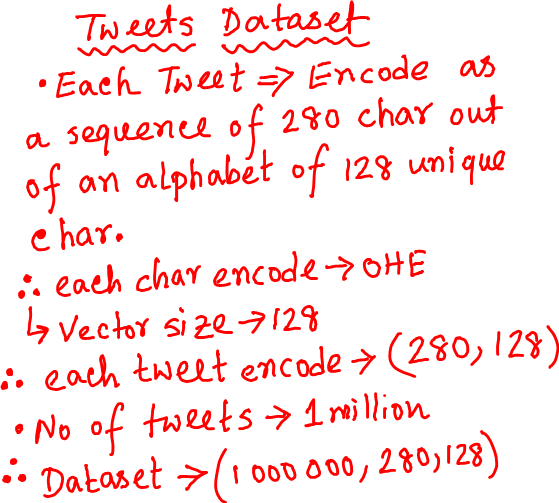 Tweets Dataset
• Each Tweet ⇒ Encode as
a sequence of 280 char out
of an alphabet of 128 unique
char.
∴ each char encode → OHE
↳ Vector size → 128
∴ each tweet encode → (280, 128)
• No of tweets → 1 million
∴ Dataset → (1000000, 280, 128)